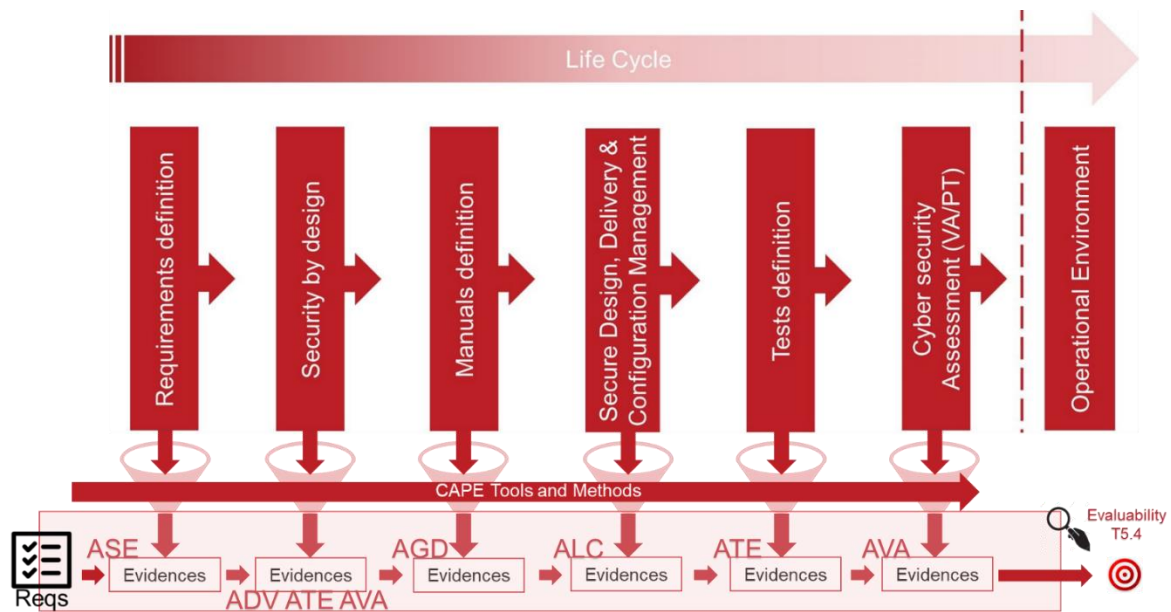 Life Cycle
Requirements definition
Security by design
Manuals definition
Secure Design, Delivery &
Configuration Management
Tests definition
Cyber security
Assessment (VA/PT)
Operational Environment
CAPE Tools and Methods
Evaluability
T5.4
ASE
AGD
ALC
ATE
AVA
Evidences
Evidences
Evidences
Evidences
Evidences
Evidences
Reqs
ADV ATE AVA